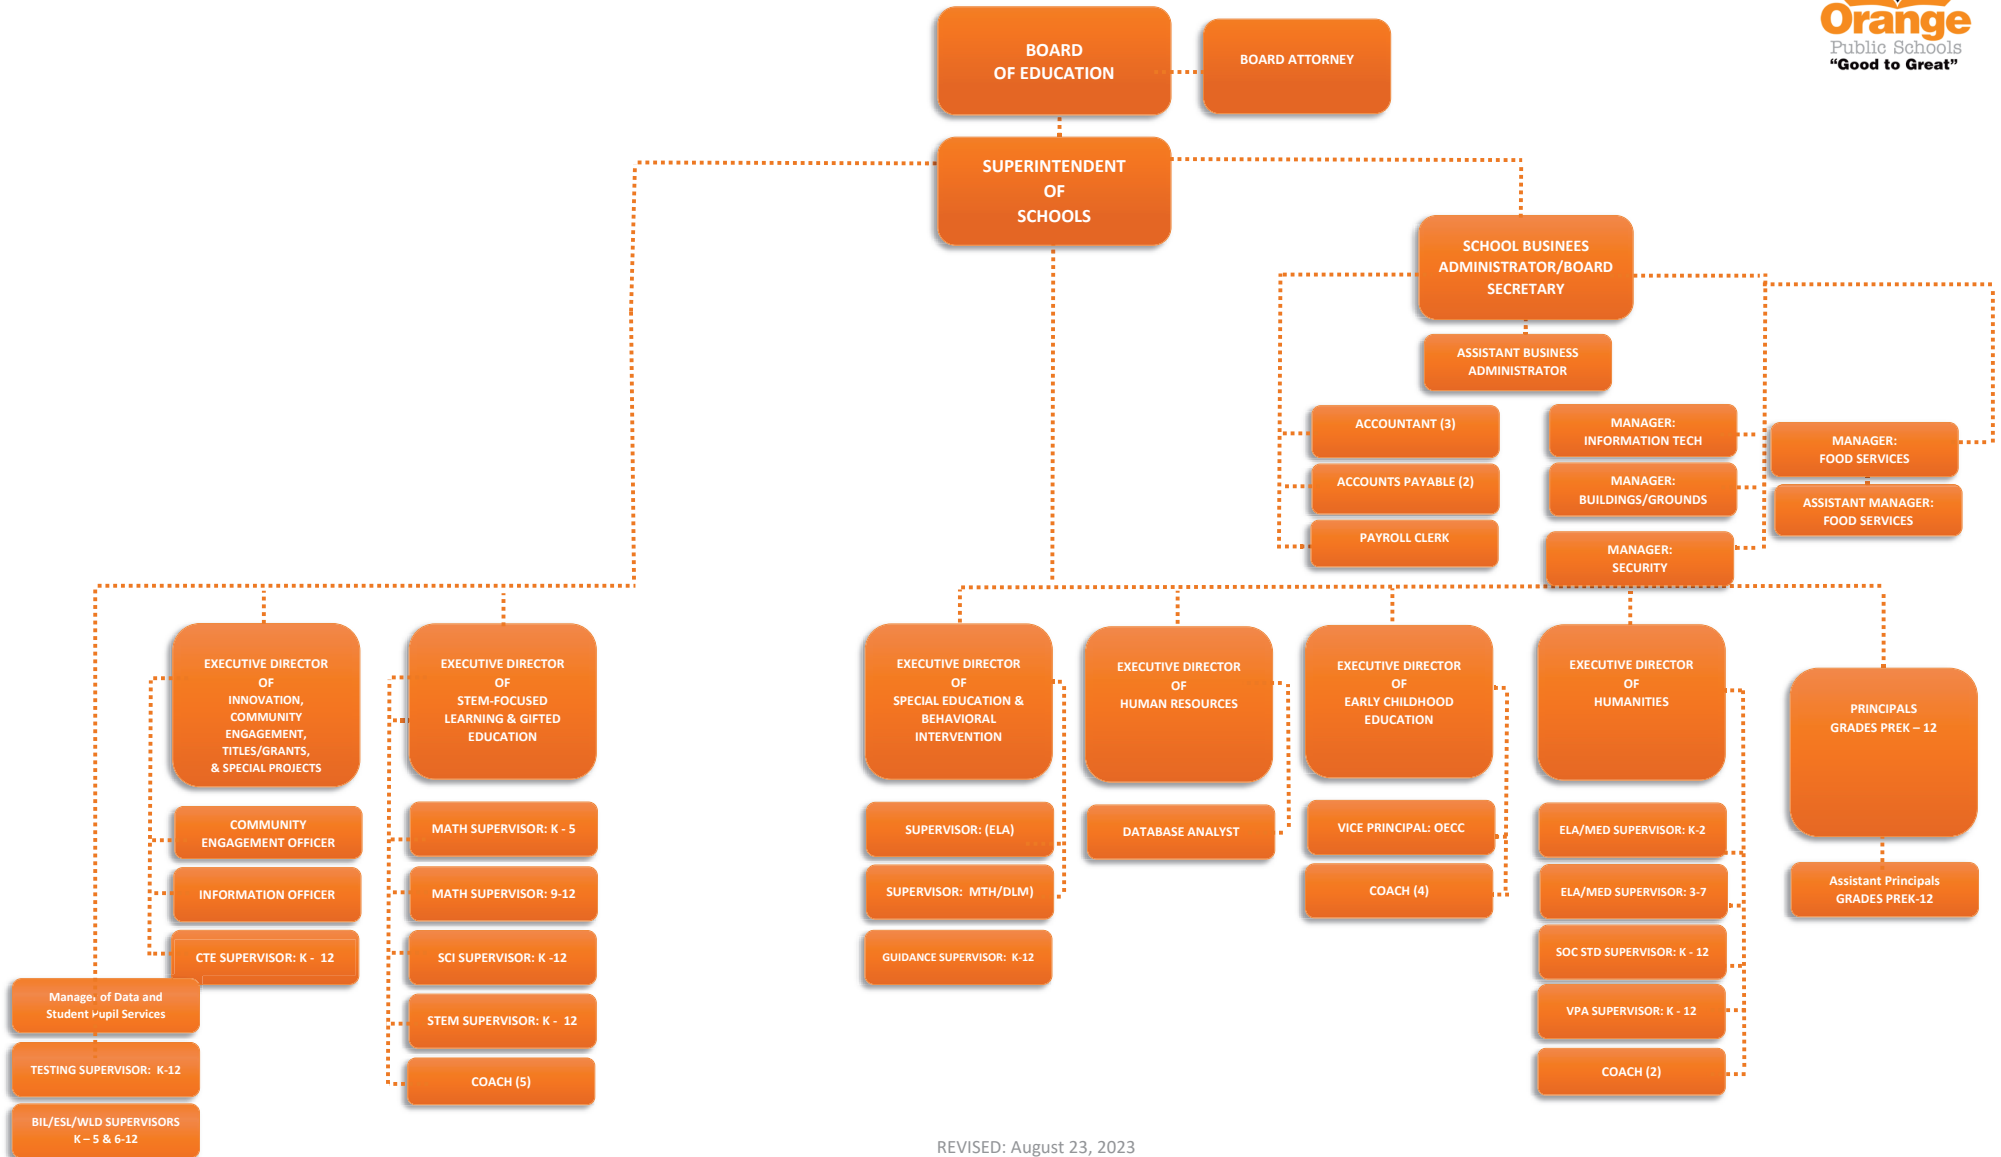 Orange
Public Schools
“Good to Great”
BOARD
OF EDUCATION
BOARD ATTORNEY
SUPERINTENDENT
OF
SCHOOLS
SCHOOL BUSINEES
ADMINISTRATOR/BOARD
SECRETARY
ASSISTANT BUSINESS
ADMINISTRATOR
ACCOUNTANT (3)
ACCOUNTS PAYABLE (2)
PAYROLL CLERK
MANAGER:
INFORMATION TECH
MANAGER:
BUILDINGS/GROUNDS
MANAGER:
SECURITY
MANAGER:
FOOD SERVICES
ASSISTANT MANAGER:
FOOD SERVICES
EXECUTIVE DIRECTOR
OF
INNOVATION,
COMMUNITY
ENGAGEMENT,
TITLES/GRANTS,
& SPECIAL PROJECTS
COMMUNITY
ENGAGEMENT OFFICER
INFORMATION OFFICER
CTE SUPERVISOR: K - 12
Manager of Data and
Student Pupil Services
TESTING SUPERVISOR: K-12
BIL/ESL/WLD SUPERVISORS
K – 5 & 6-12
EXECUTIVE DIRECTOR
OF
STEM-FOCUSED
LEARNING & GIFTED
EDUCATION
MATH SUPERVISOR: K - 5
MATH SUPERVISOR: 9-12
SCI SUPERVISOR: K -12
STEM SUPERVISOR: K - 12
COACH (5)
EXECUTIVE DIRECTOR
OF
SPECIAL EDUCATION &
BEHAVIORAL
INTERVENTION
SUPERVISOR: (ELA)
SUPERVISOR: MTH/DLM)
GUIDANCE SUPERVISOR: K-12
EXECUTIVE DIRECTOR
OF
HUMAN RESOURCES
DATABASE ANALYST
EXECUTIVE DIRECTOR
OF
EARLY CHILDHOOD
EDUCATION
VICE PRINCIPAL: OECC
COACH (4)
EXECUTIVE DIRECTOR
OF
HUMANITIES
ELA/MED SUPERVISOR: K-2
ELA/MED SUPERVISOR: 3-7
SOC STD SUPERVISOR: K - 12
VPA SUPERVISOR: K - 12
COACH (2)
PRINCIPALS
GRADES PREK – 12
Assistant Principals
GRADES PREK-12
REVISED: August 23, 2023